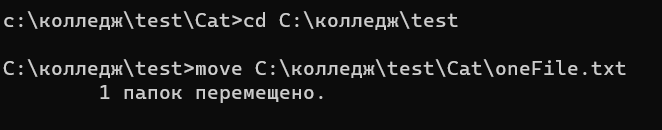 c:\колледж\test\Cat>cd C:\колледж\test
C:\колледж\test>move C:\колледж\test\Cat\oneFile.txt
1 папок перемещено.